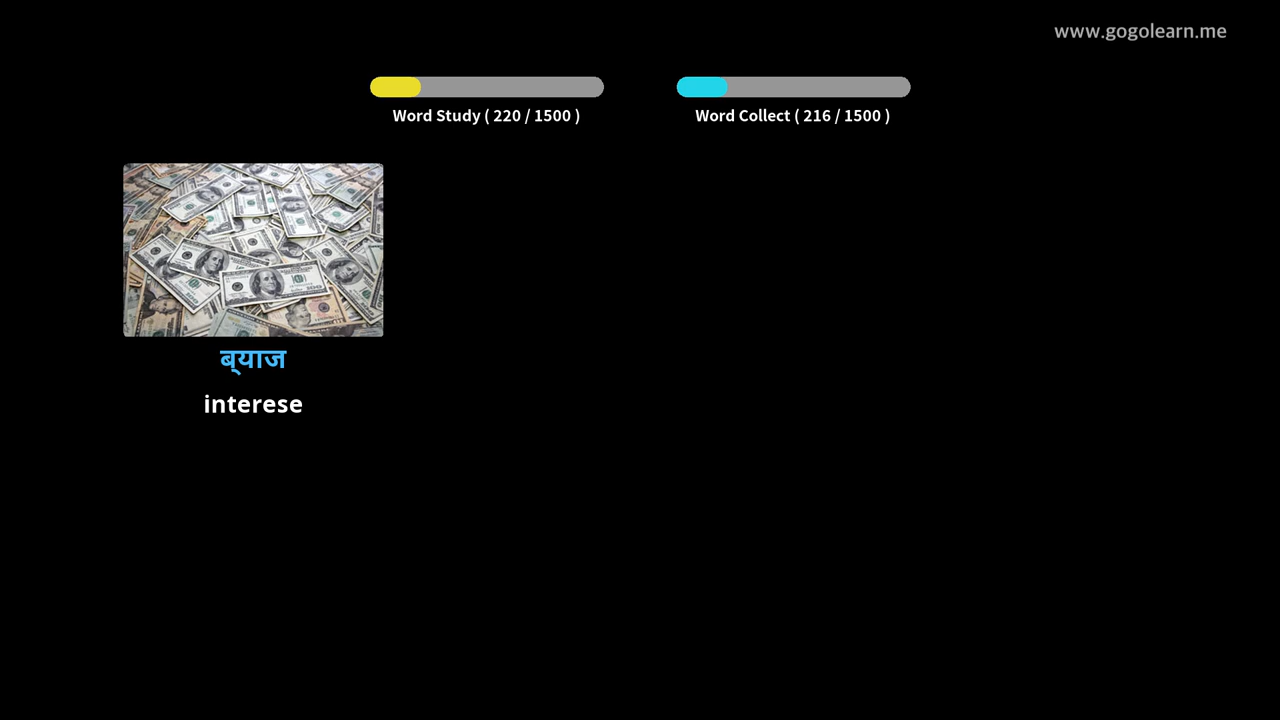 www.gogolearn.me
Word Study ( 220 / 1500 )
Word Collect ( 216 / 1500 )
ब्याज
interese